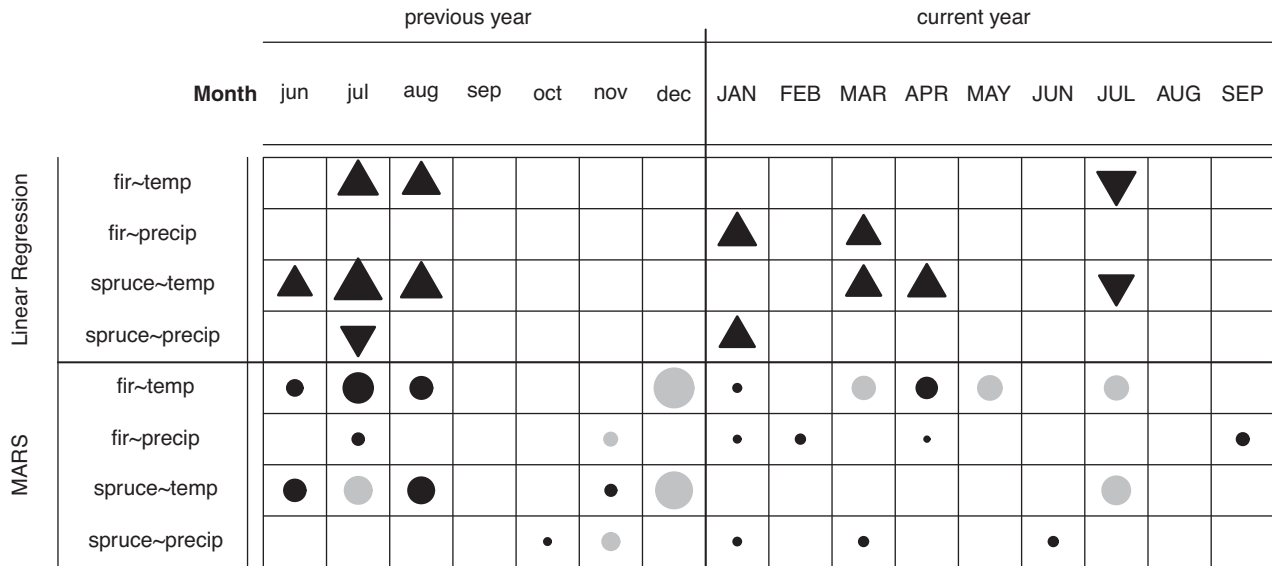 previous year current year
Month jun jul aug sep oct nov dec JAN FEB MAR APR MAY JUN JUL AUG SEP
Linear Regression
fir~temp
fir~precip
spruce~temp
spruce~precip
MARS
fir~temp
fir~precip
spruce~temp
spruce~precip